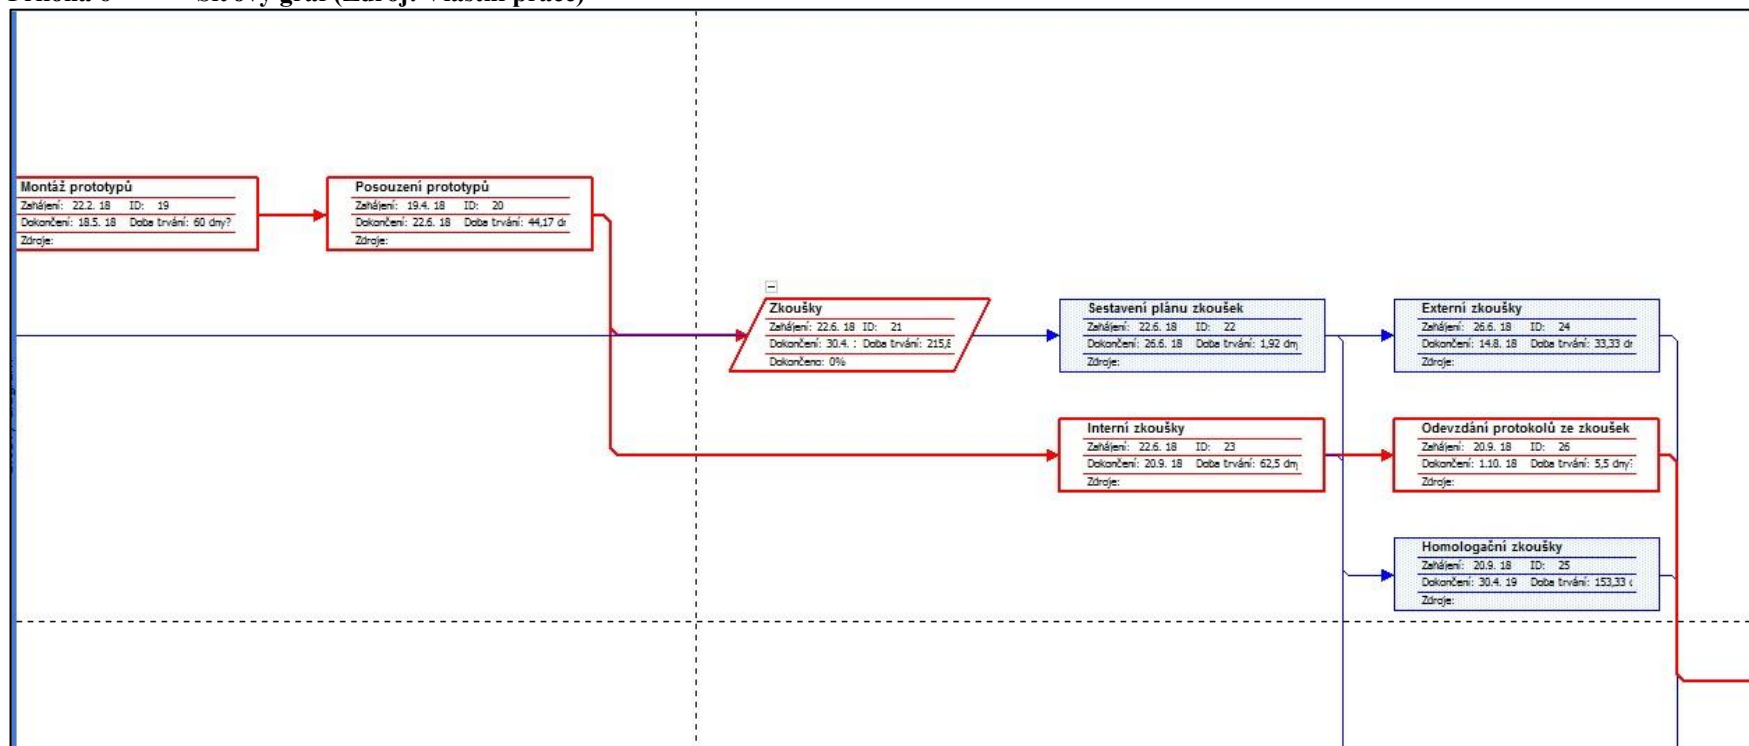 Síťový graf (Zdroj: Vlastní práce)
Montáž prototypů
Zahájení: 22.2. 18 ID: 19
Dokončení: 18.5. 18 Doba trvání: 60 dny?
Zdroje:
Posouzení prototypů
Zahájení: 19.4. 18 ID: 20
Dokončení: 22.6. 18 Doba trvání: 44,17 dr
Zdroje:
Zkoušky
Zahájení: 22.6. 18 ID: 21
Dokončení: 30.4. : Doba trvání: 215,8
Dokončeno: 0%
Sestavení plánu zkoušek
Zahájení: 22.6. 18 ID: 22
Dokončení: 26.6. 18 Doba trvání: 1,92 dny
Zdroje:
Externí zkoušky
Zahájení: 26.6. 18 ID: 24
Dokončení: 14.8. 18 Doba trvání: 33,33 dr
Zdroje:
Interní zkoušky
Zahájení: 22.6. 18 ID: 23
Dokončení: 20.9. 18 Doba trvání: 62,5 dny
Zdroje:
Odevzdání protokolů ze zkoušek
Zahájení: 20.9. 18 ID: 26
Dokončení: 1.10. 18 Doba trvání: 5,5 dny?
Zdroje:
Homologační zkoušky
Zahájení: 20.9. 18 ID: 25
Dokončení: 30.4. 19 Doba trvání: 153,33 (
Zdroje: